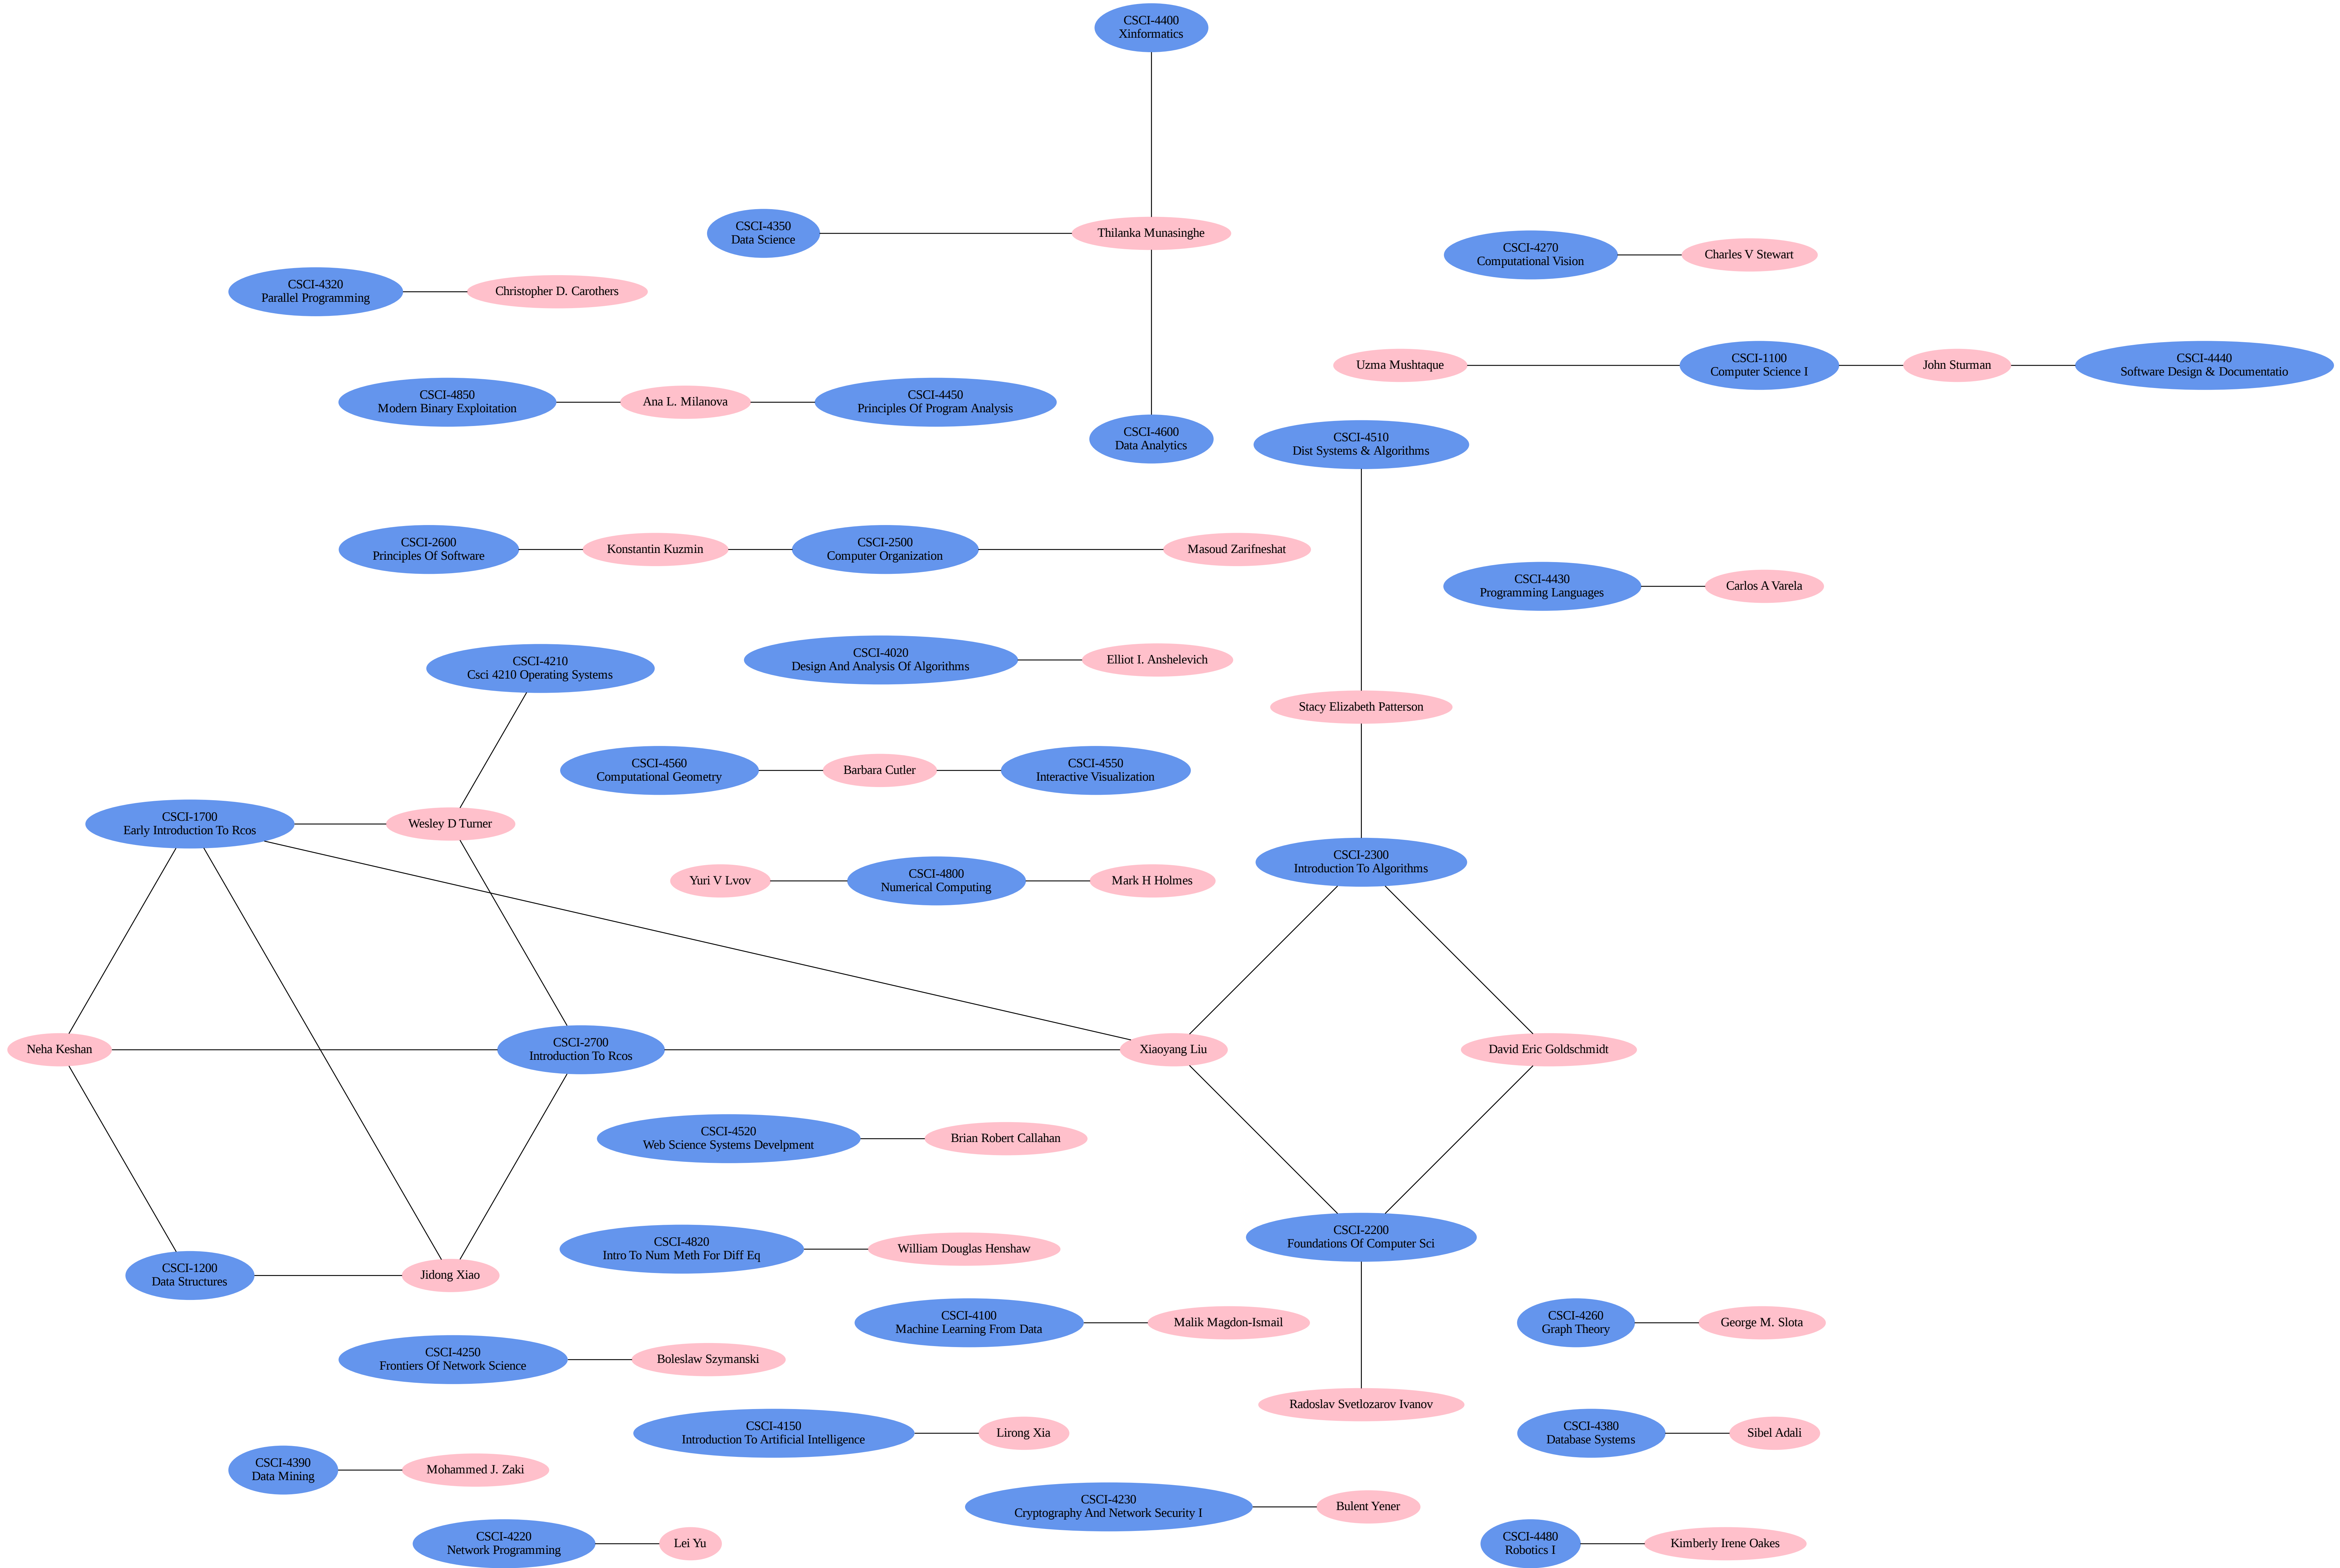 CSCI-4400
Xinformatics
CSCI-4350
Data Science
Thilanka Munasinghe
CSCI-4270
Computational Vision
Charles V Stewart
CSCI-4320
Parallel Programming
Christopher D. Carothers
Uzma Mushtaque
CSCI-1100
Computer Science I
John Sturman
CSCI-4440
Software Design & Documentatio
CSCI-4850
Modern Binary Exploitation
Ana L. Milanova
CSCI-4450
Principles Of Program Analysis
CSCI-4600
Data Analytics
CSCI-4510
Dist Systems & Algorithms
CSCI-2600
Principles Of Software
Konstantin Kuzmin
CSCI-2500
Computer Organization
Masoud Zarifneshat
CSCI-4430
Programming Languages
Carlos A Varela
CSCI-4210
Csci 4210 Operating Systems
CSCI-4020
Design And Analysis Of Algorithms
Elliot I. Anshelevich
Stacy Elizabeth Patterson
CSCI-4560
Computational Geometry
Barbara Cutler
CSCI-4550
Interactive Visualization
CSCI-1700
Early Introduction To Rcos
Wesley D Turner
Yuri V Lvov
CSCI-4800
Numerical Computing
Mark H Holmes
CSCI-2300
Introduction To Algorithms
Neha Keshan
CSCI-2700
Introduction To Rcos
Xiaoyang Liu
David Eric Goldschmidt
CSCI-4520
Web Science Systems Develpment
Brian Robert Callahan
CSCI-4820
Intro To Num Meth For Diff Eq
William Douglas Henshaw
CSCI-2200
Foundations Of Computer Sci
CSCI-1200
Data Structures
Jidong Xiao
CSCI-4100
Machine Learning From Data
Malik Magdon-Ismail
CSCI-4260
Graph Theory
George M. Slota
CSCI-4250
Frontiers Of Network Science
Boleslaw Szymanski
Radoslav Svetlozarov Ivanov
CSCI-4150
Introduction To Artificial Intelligence
Lirong Xia
CSCI-4380
Database Systems
Sibel Adali
CSCI-4390
Data Mining
Mohammed J. Zaki
CSCI-4230
Cryptography And Network Security I
Bulent Yener
CSCI-4220
Network Programming
Lei Yu
CSCI-4480
Robotics I
Kimberly Irene Oakes